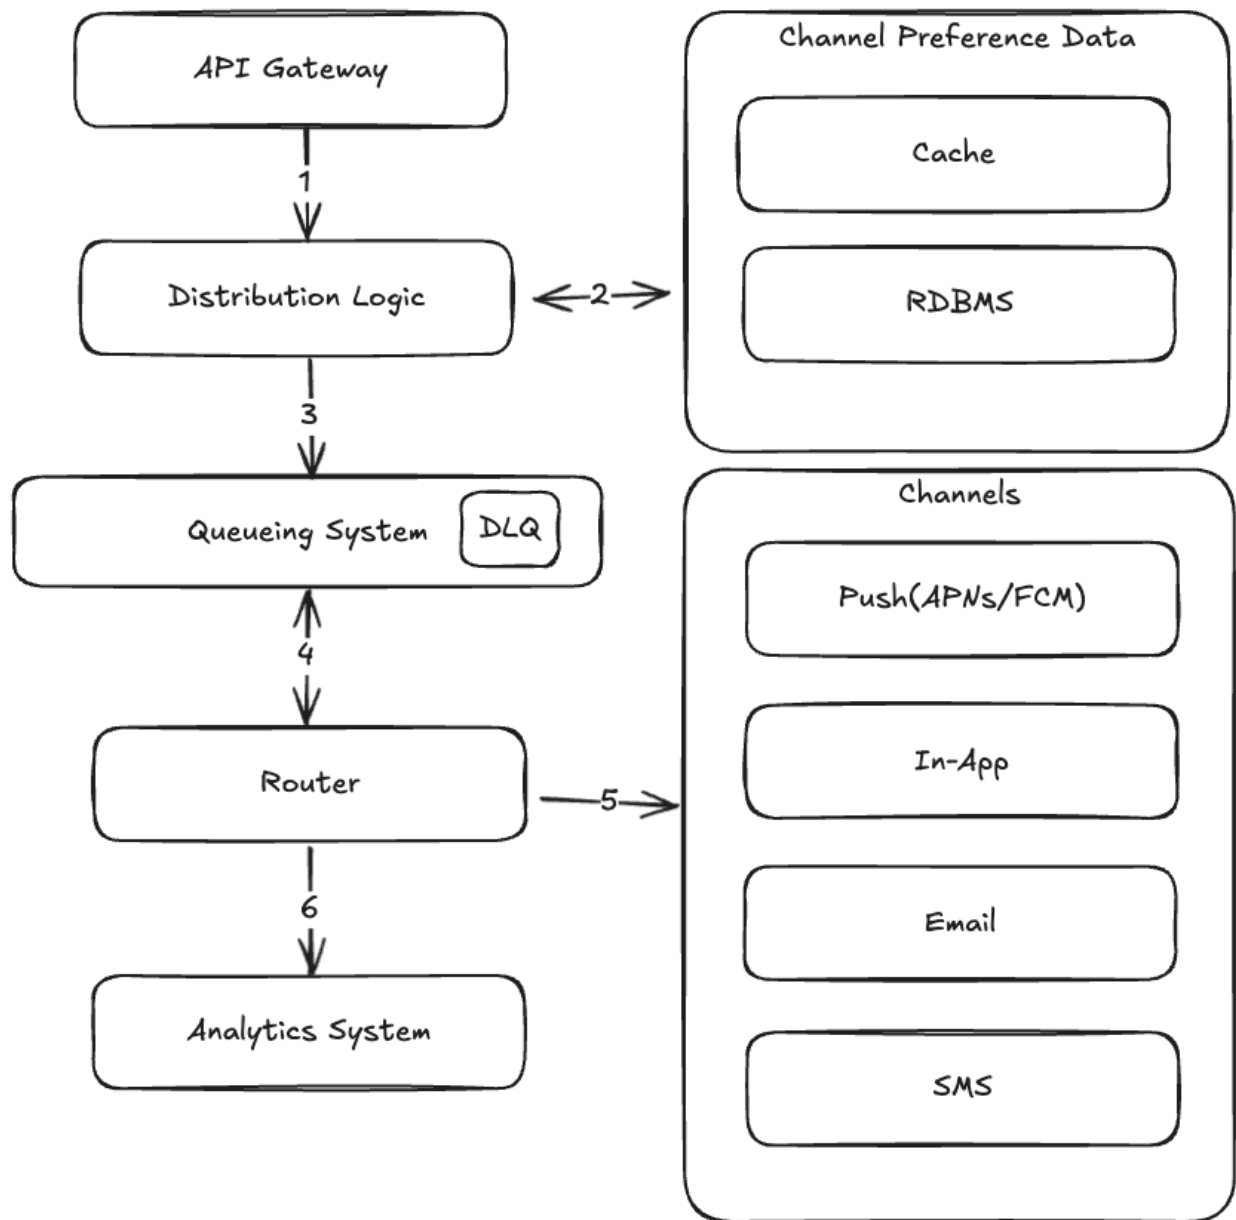 API Gateway
Channel Preference Data
Cache
1
Distribution Logic
2
RDBMS
3
Queueing System
DLQ
Channels
Push(APNs/FCM)
4
Router
In-App
5
6
Email
Analytics System
SMS